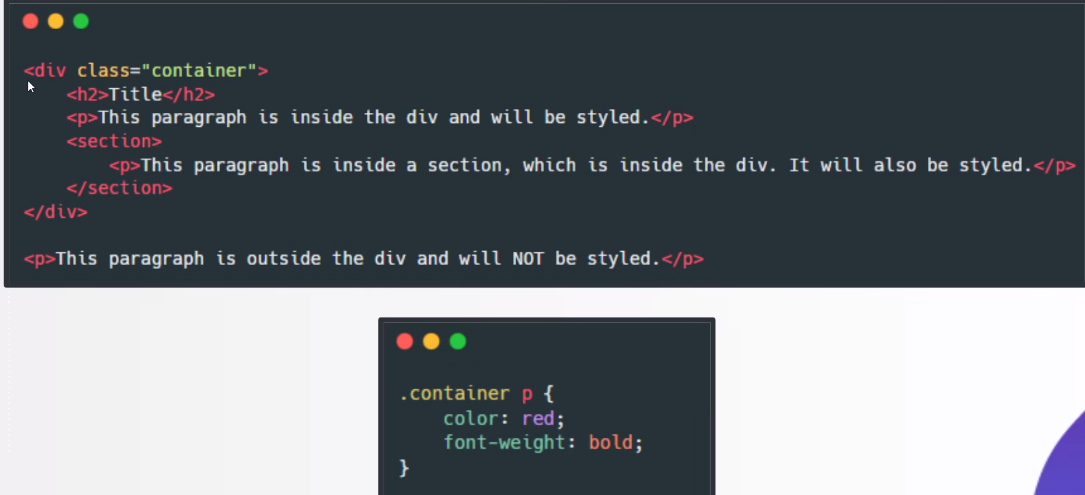 <div class="container">
    <h2>Title</h2>
    <p>This paragraph is inside the div and will be styled.</p>
    <section>
        <p>This paragraph is inside a section, which is inside the div. It will also be styled.</p>
    </section>
</div>

<p>This paragraph is outside the div and will NOT be styled.</p>
.container p {
    color: red;
    font-weight: bold;
}